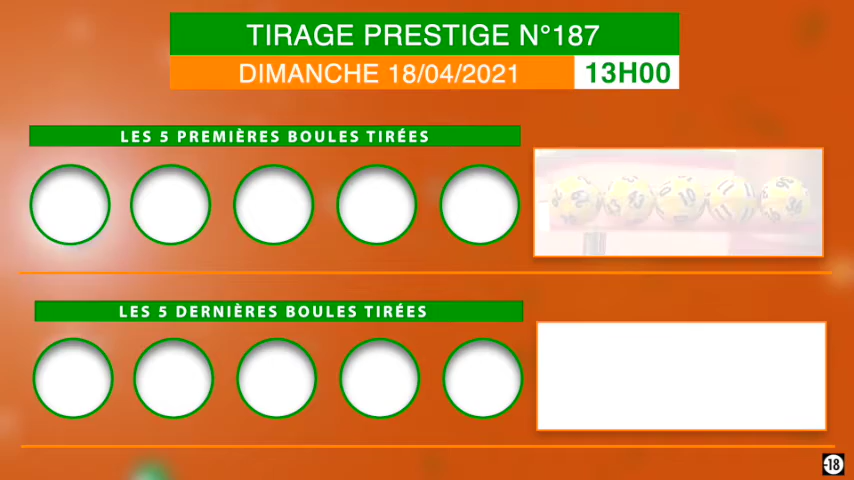 TIRAGE PRESTIGE N°187
DIMANCHE 18/04/2021 13H00
LES 5 PREMIÈRES BOULES TIRÉES
LES 5 DERNIÈRES BOULES TIRÉES
-18